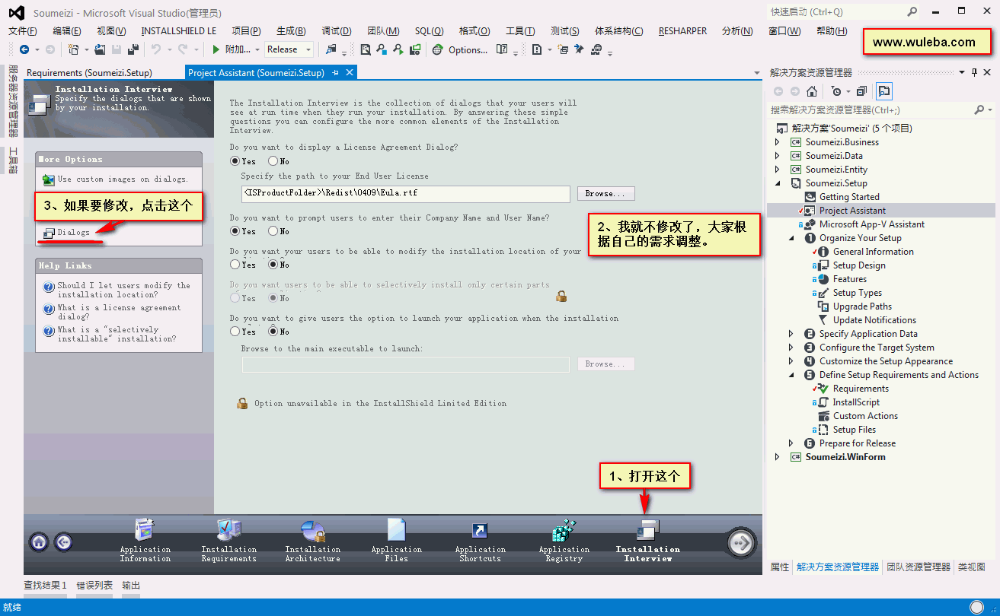 Soumeizi - Microsoft Visual Studio(管理员)
快速启动 (Ctrl+Q)
文件(F) 编辑(E) 视图(V) INSTALLSHIELD LE 项目(P) 生成(B) 调试(D) 团队(M) SQL(Q) 格式(O) 工具(T) 测试(S) 体系结构(C) RESHARPER 分析(N) 窗口(W) 帮助(H)
www.wuleba.com
附加... Release Options...
服务器资源管理器
工具箱
Requirements (Soumeizi.Setup) Project Assistant (Soumeizi.Setup)
Installation Interview
Specify the dialogs that are shown
by your installation.
More Options
Use custom images on dialogs.
3、如果要修改，点击这个
Dialogs
Help Links
Should I let users modify the
installation location?
What is a license agreement
dialog?
What is a "selectively
installable" installation?
The Installation Interview is the collection of dialogs that your users will
see at run time when they run your installation. By answering these simple
questions you can configure the more common elements of the Installation
Interview.
Do you want to display a License Agreement Dialog?
Yes No
Specify the path to your End User License
<ISProductFolder>\Redist\0409\Eula.rtf
Browse...
Do you want to prompt users to enter their Company Name and User Name?
Yes No
2、我就不修改了，大家根
据自己的需求调整。
Do you want your users to be able to modify the installation location of your
Yes No
Do you want users to be able to selectively install only certain parts
Yes No
Do you want to give users the option to launch your application when the installation
Yes No
Browse to the main executable to launch:
Browse...
Option unavailable in the InstallShield Limited Edition
1、打开这个
Application
Information
Installation
Requirements
Installation
Architecture
Application
Files
Application
Shortcuts
Application
Registry
Installation
Interview
解决方案资源管理器
搜索解决方案资源管理器(Ctrl+;)
解决方案'Soumeizi' (5 个项目)
C# Soumeizi.Business
C# Soumeizi.Data
C# Soumeizi.Entity
Soumeizi.Setup
Getting Started
Project Assistant
Microsoft App-V Assistant
1 Organize Your Setup
General Information
Setup Design
Features
Setup Types
Upgrade Paths
Update Notifications
2 Specify Application Data
3 Configure the Target System
4 Customize the Setup Appearance
5 Define Setup Requirements and Actions
Requirements
InstallScript
Custom Actions
Setup Files
6 Prepare for Release
C# Soumeizi.WinForm
属性 解决方案资源管理器 团队资源管理器 类视图
查找结果 1 错误列表 输出
就绪